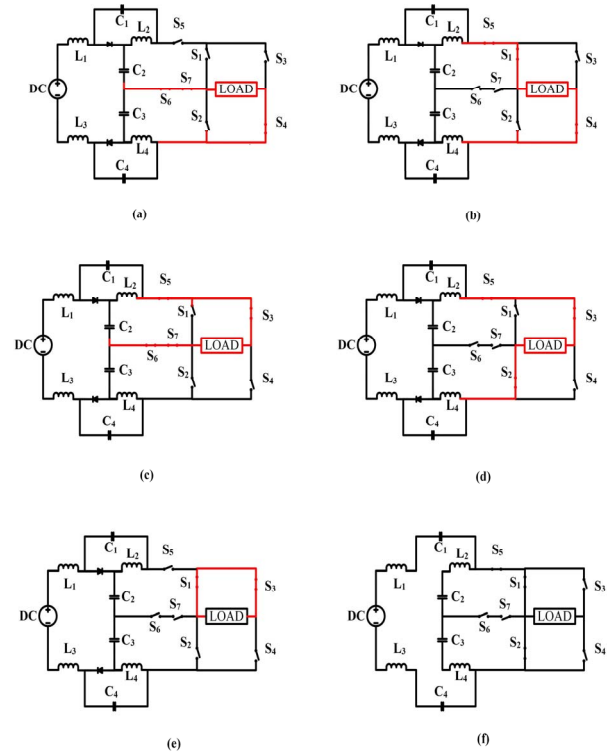 C1
L2
S5
L1
S1
S3
C2
S7
DC
LOAD
S6
C3
L3
S2
S4
L4
C4
(a)
C1
L2
S5
L1
S1
S3
C2
S7
DC
LOAD
S6
C3
L3
S2
S4
L4
C4
(b)
C1
S5
L2
L1
S1
S3
C2
S7
DC
LOAD
S6
C3
S2
L3
S4
L4
C4
(c)
C1
S5
L2
L1
S1
S3
C2
S7
DC
LOAD
S6
C3
S2
L3
S4
L4
C4
(d)
C1
L2
S5
L1
S1
S3
C2
S7
DC
LOAD
S6
C3
L3
S2
S4
L4
C4
(e)
C1
L2
S5
L1
S1
S3
C2
S7
DC
LOAD
S6
C3
L3
S2
S4
L4
C4
(f)